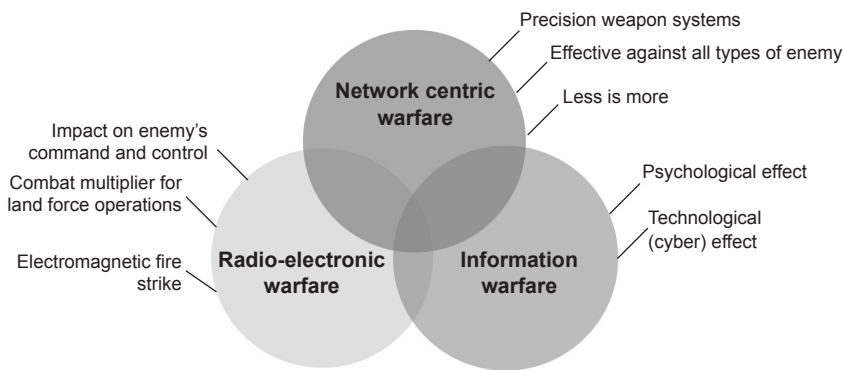 Precision weapon systems
Effective against all types of enemy
Less is more
Network centric
warfare
Impact on enemy's
command and control
Combat multiplier for
land force operations
Electromagnetic fire
strike
Radio-electronic
warfare
Psychological effect
Technological
(cyber) effect
Information
warfare